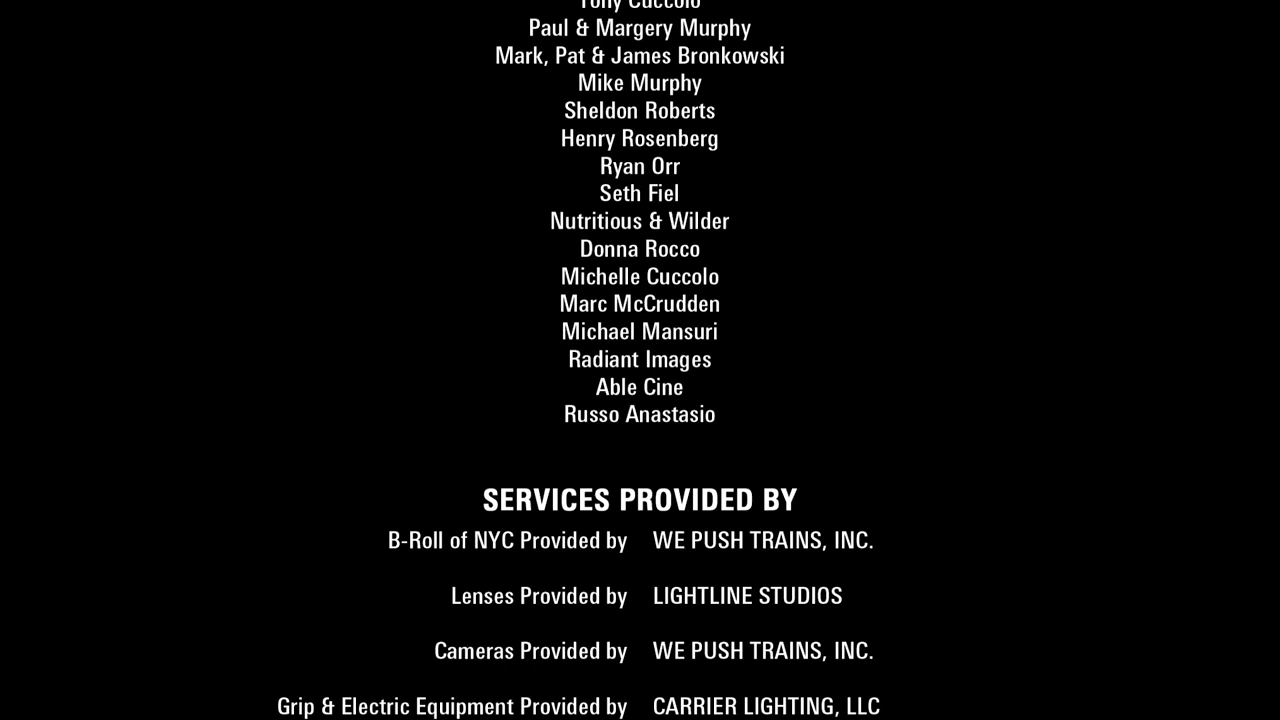 Tony Cuccolo
Paul & Margery Murphy
Mark, Pat & James Bronkowski
Mike Murphy
Sheldon Roberts
Henry Rosenberg
Ryan Orr
Seth Fiel
Nutritious & Wilder
Donna Rocco
Michelle Cuccolo
Marc McCrudden
Michael Mansuri
Radiant Images
Able Cine
Russo Anastasio
SERVICES PROVIDED BY
B-Roll of NYC Provided by WE PUSH TRAINS, INC.
Lenses Provided by LIGHTLINE STUDIOS
Cameras Provided by WE PUSH TRAINS, INC.
Grip & Electric Equipment Provided by CARRIER LIGHTING, LLC